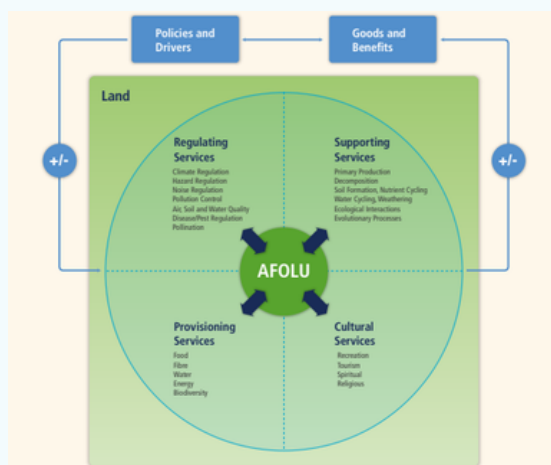 Policies and
Drivers
Goods and
Benefits
Land
+/-
+/-
Regulating
Services
Climate Regulation
Hazard Regulation
Noise Regulation
Pollution Control
Air, Soil and Water Quality
Disease/Pest Regulation
Pollination
Supporting
Services
Primary Production
Decomposition
Soil Formation, Nutrient Cycling
Water Cycling, Weathering
Ecological Interactions
Evolutionary Processes
AFOLU
Provisioning
Services
Food
Fibre
Water
Energy
Biodiversity
Cultural
Services
Recreation
Tourism
Spiritual
Religious